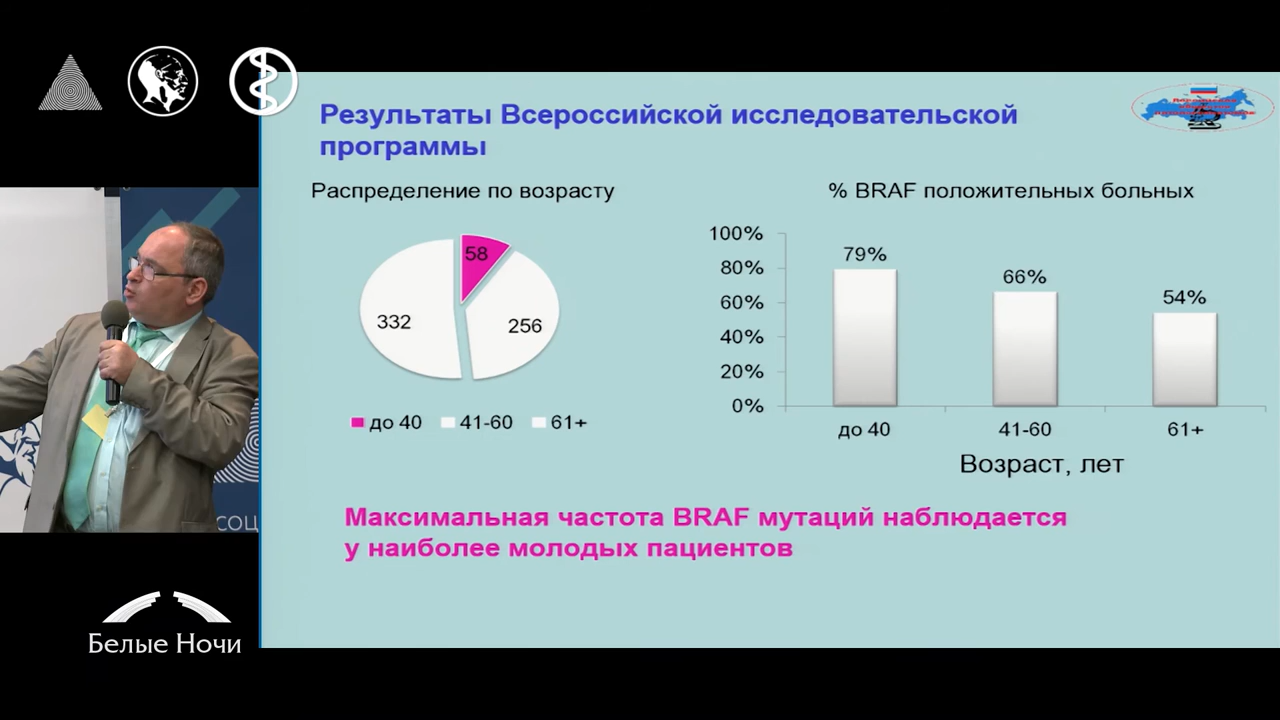 Результаты Всероссийской исследовательской
программы
Распределение по возрасту
58
332
256
до 40
41-60
61+
% BRAF положительных больных
100%
80%
60%
40%
20%
0%
79%
66%
54%
до 40
41-60
61+
Возраст, лет
Максимальная частота BRAF мутаций наблюдается
у наиболее молодых пациентов
СОЦ
Белые Ночи